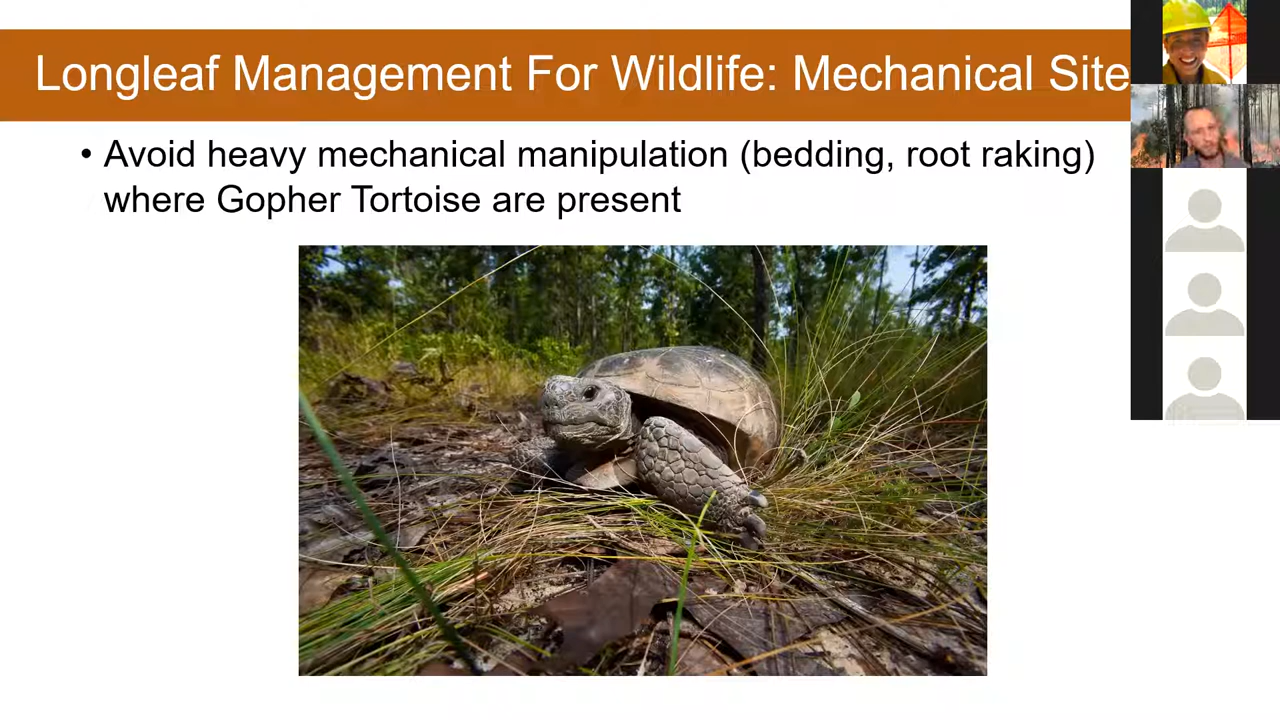 Longleaf Management For Wildlife: Mechanical Site
• Avoid heavy mechanical manipulation (bedding, root raking)
where Gopher Tortoise are present